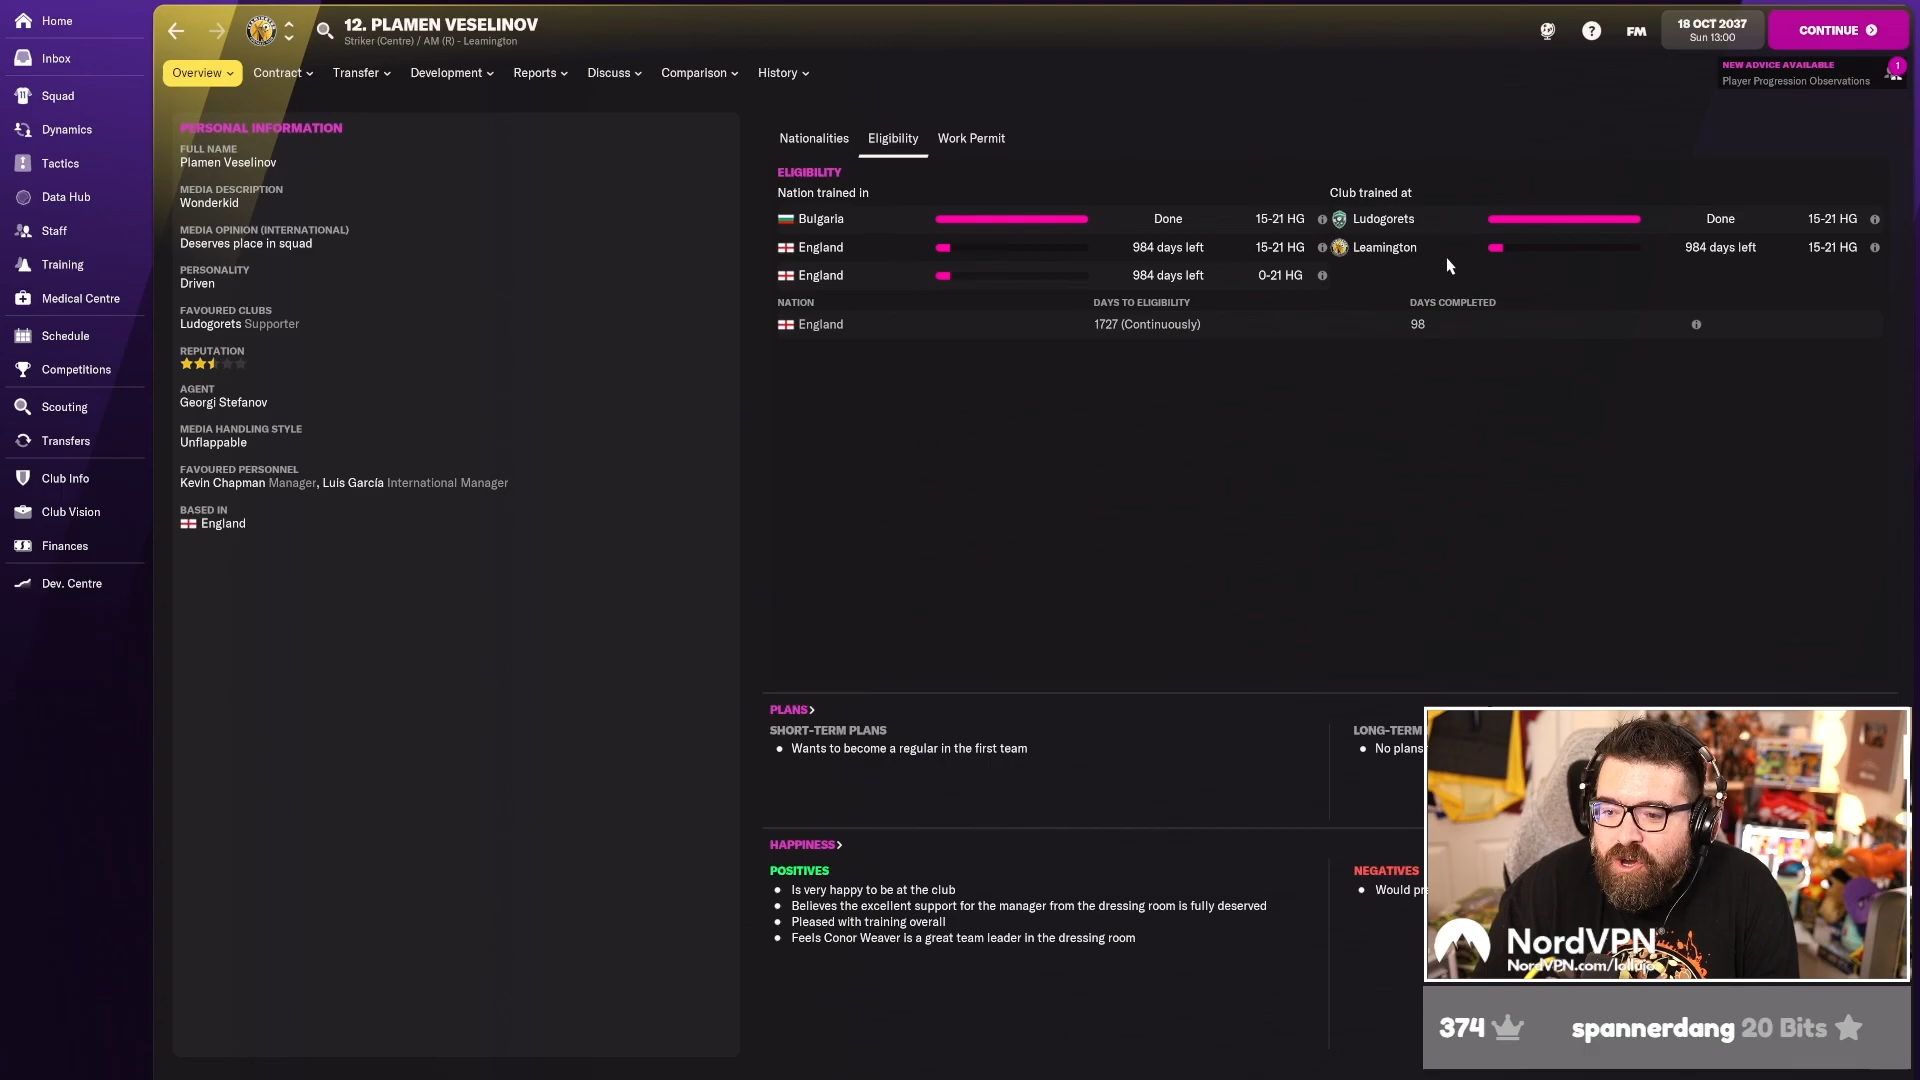 Home
Inbox
Squad
Dynamics
Tactics
Data Hub
Staff
Training
Medical Centre
Schedule
Competitions
Scouting
Transfers
Club Info
Club Vision
Finances
Dev. Centre
12. PLAMEN VESELINOV
Striker (Centre) / AM (R) - Leamington
?
FM
18 OCT 2037
Sun 13:00
CONTINUE
Overview
Contract
Transfer
Development
Reports
Discuss
Comparison
History
NEW ADVICE AVAILABLE
Player Progression Observations
1
PERSONAL INFORMATION
FULL NAME
Plamen Veselinov
MEDIA DESCRIPTION
Wonderkid
MEDIA OPINION (INTERNATIONAL)
Deserves place in squad
PERSONALITY
Driven
FAVOURED CLUBS
Ludogorets Supporter
REPUTATION
AGENT
Georgi Stefanov
MEDIA HANDLING STYLE
Unflappable
FAVOURED PERSONNEL
Kevin Chapman Manager, Luis García International Manager
BASED IN
England
Nationalities
Eligibility
Work Permit
ELIGIBILITY
Nation trained in
Club trained at
Bulgaria Done 15-21 HG
Ludogorets Done 15-21 HG
England 984 days left 15-21 HG
Leamington 984 days left 15-21 HG
England 984 days left 0-21 HG
NATION DAYS TO ELIGIBILITY DAYS COMPLETED
England 1727 (Continuously) 98
PLANS
SHORT-TERM PLANS
Wants to become a regular in the first team
LONG-TERM
No plans
HAPPINESS
POSITIVES
Is very happy to be at the club
Believes the excellent support for the manager from the dressing room is fully deserved
Pleased with training overall
Feels Conor Weaver is a great team leader in the dressing room
NEGATIVES
Would pr
NordVPN
NordVPN.com/lollujo
374
spannerdang 20 Bits